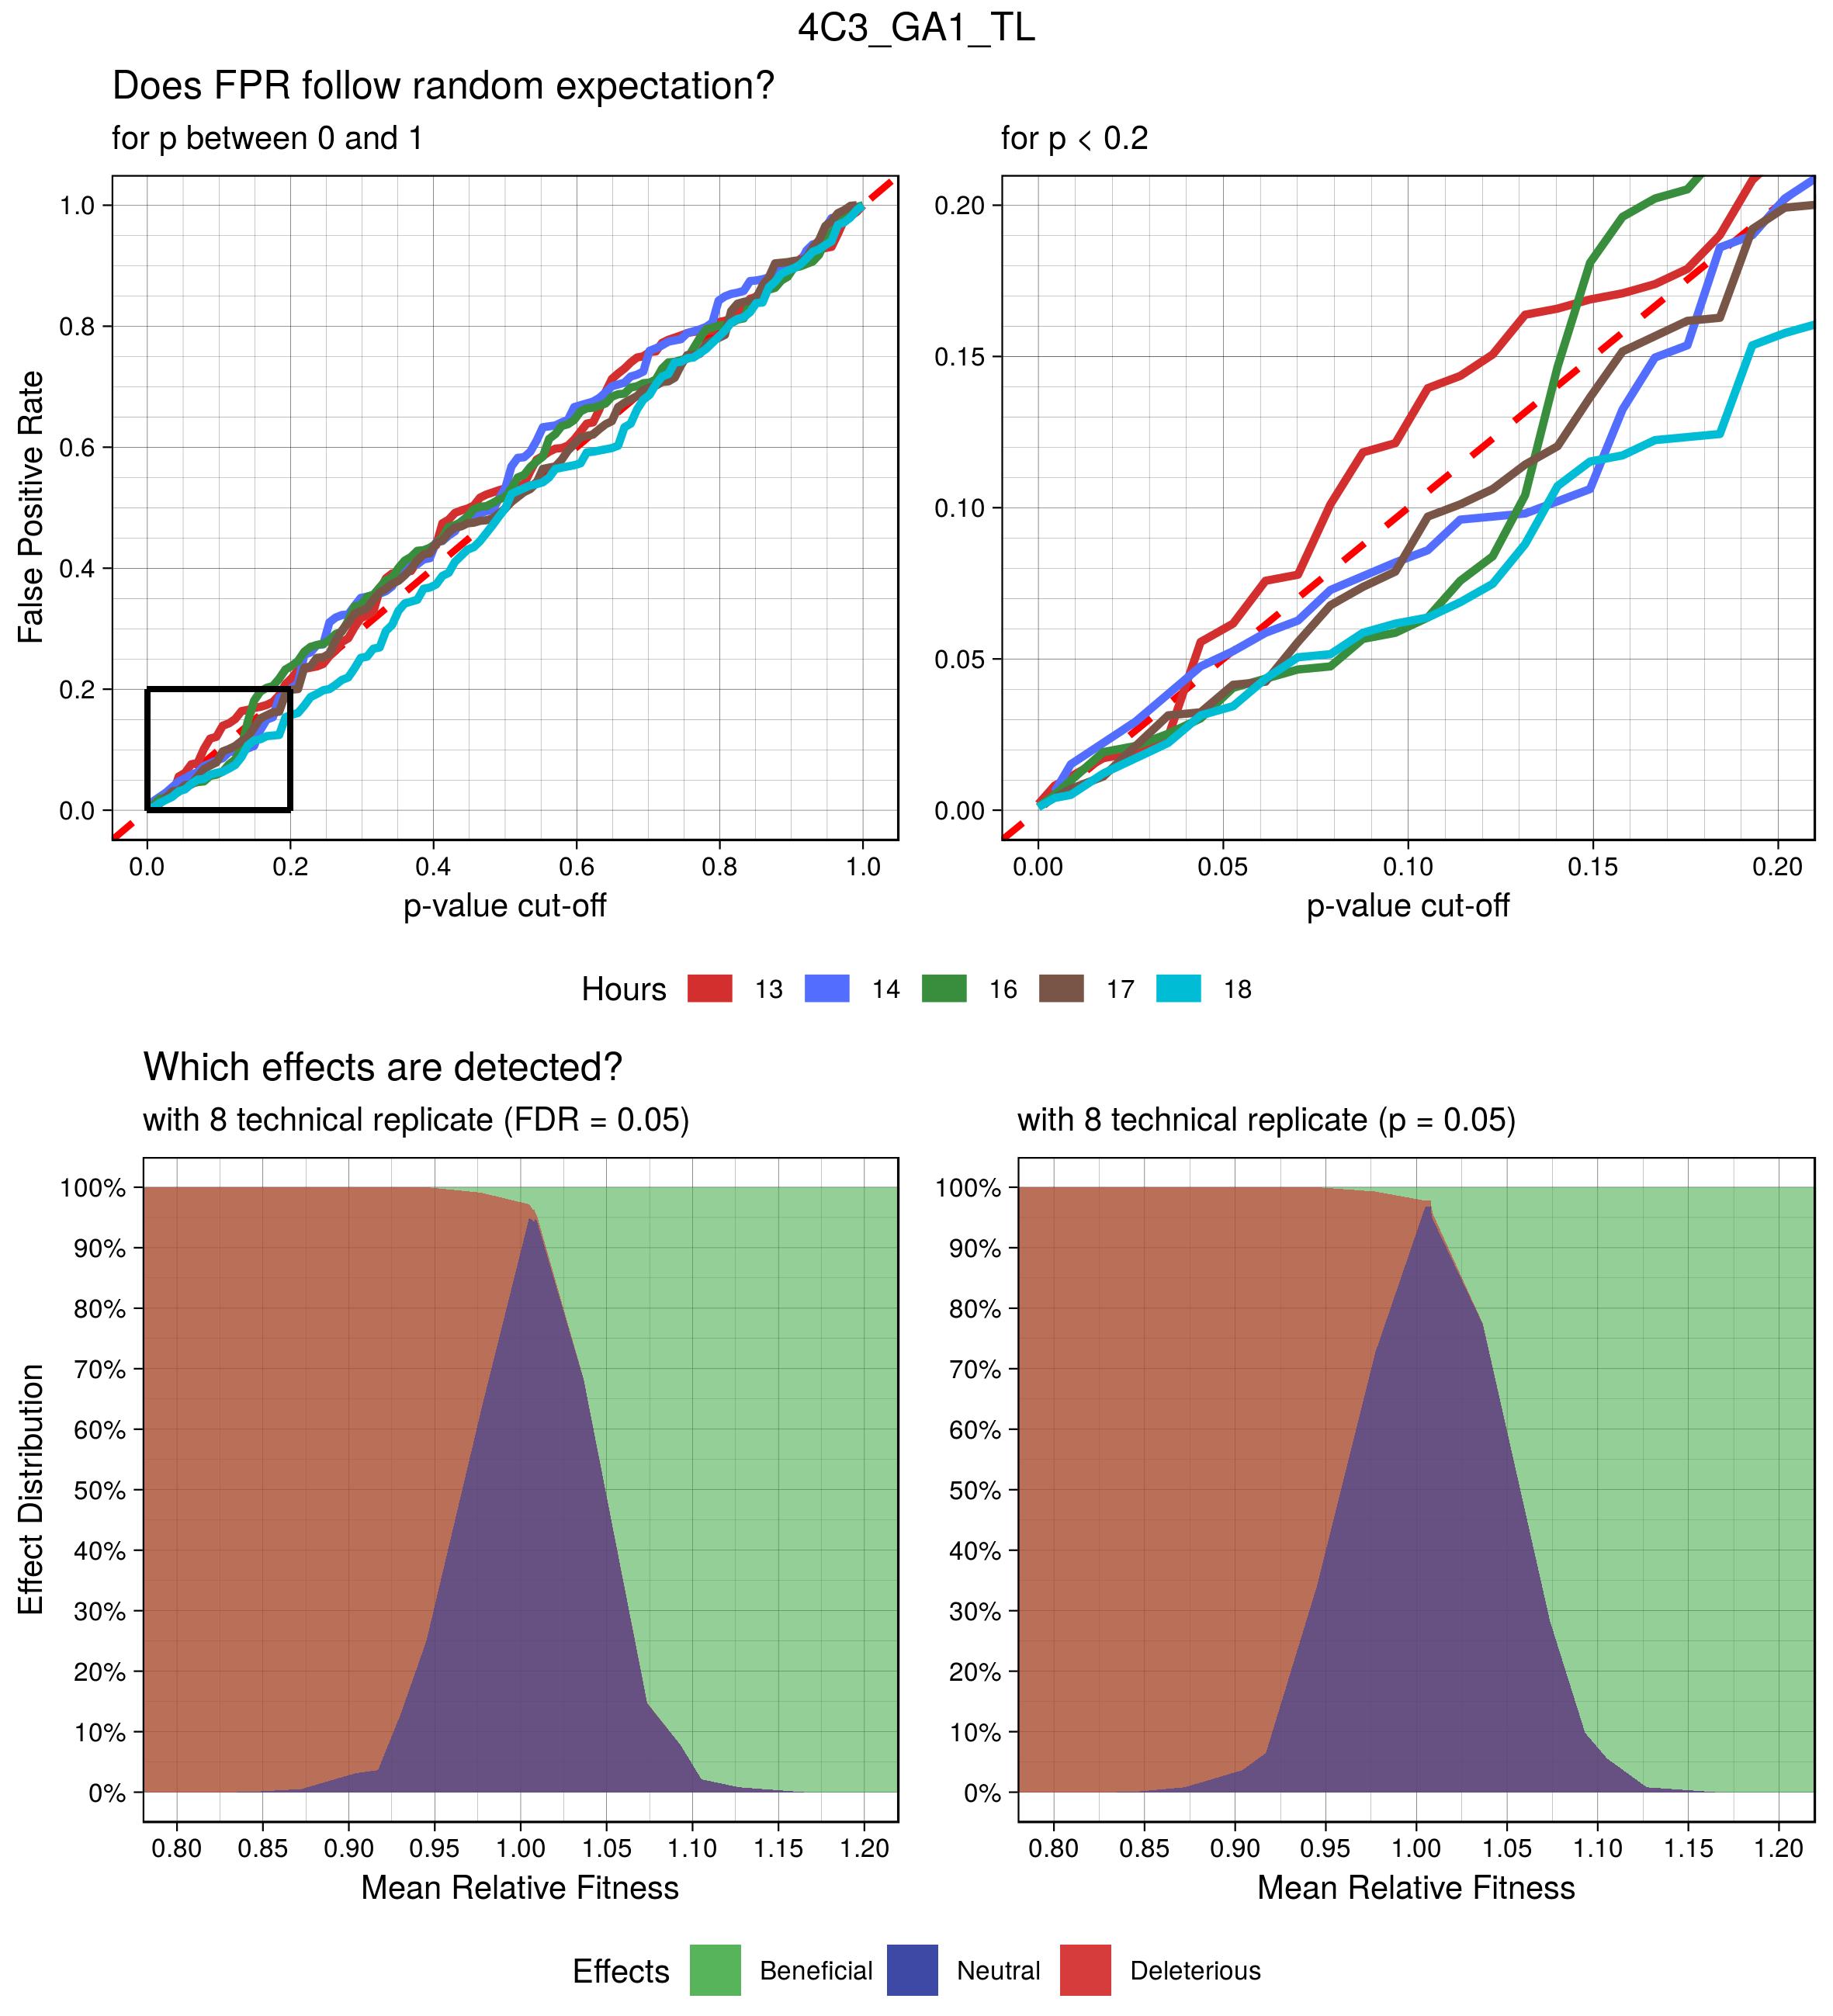 4C3_GA1_TL
Does FPR follow random expectation?
for p between 0 and 1
for p < 0.2
False Positive Rate
1.0
0.8
0.6
0.4
0.2
0.0
0.0 0.2 0.4 0.6 0.8 1.0
p-value cut-off
0.20
0.15
0.10
0.05
0.00
0.00 0.05 0.10 0.15 0.20
p-value cut-off
Hours 13 14 16 17 18
Which effects are detected?
with 8 technical replicate (FDR = 0.05)
with 8 technical replicate (p = 0.05)
Effect Distribution
100%
90%
80%
70%
60%
50%
40%
30%
20%
10%
0%
0.80 0.85 0.90 0.95 1.00 1.05 1.10 1.15 1.20
Mean Relative Fitness
100%
90%
80%
70%
60%
50%
40%
30%
20%
10%
0%
0.80 0.85 0.90 0.95 1.00 1.05 1.10 1.15 1.20
Mean Relative Fitness
Effects Beneficial Neutral Deleterious